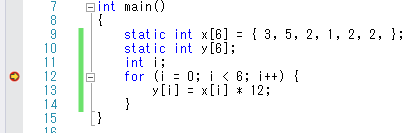 7 int main()
8 {
9 static int x[6] = { 3, 5, 2, 1, 2, 2, };
10 static int y[6];
11 int i;
12 for (i = 0; i < 6; i++) {
13 y[i] = x[i] * 12;
14 }
15 }